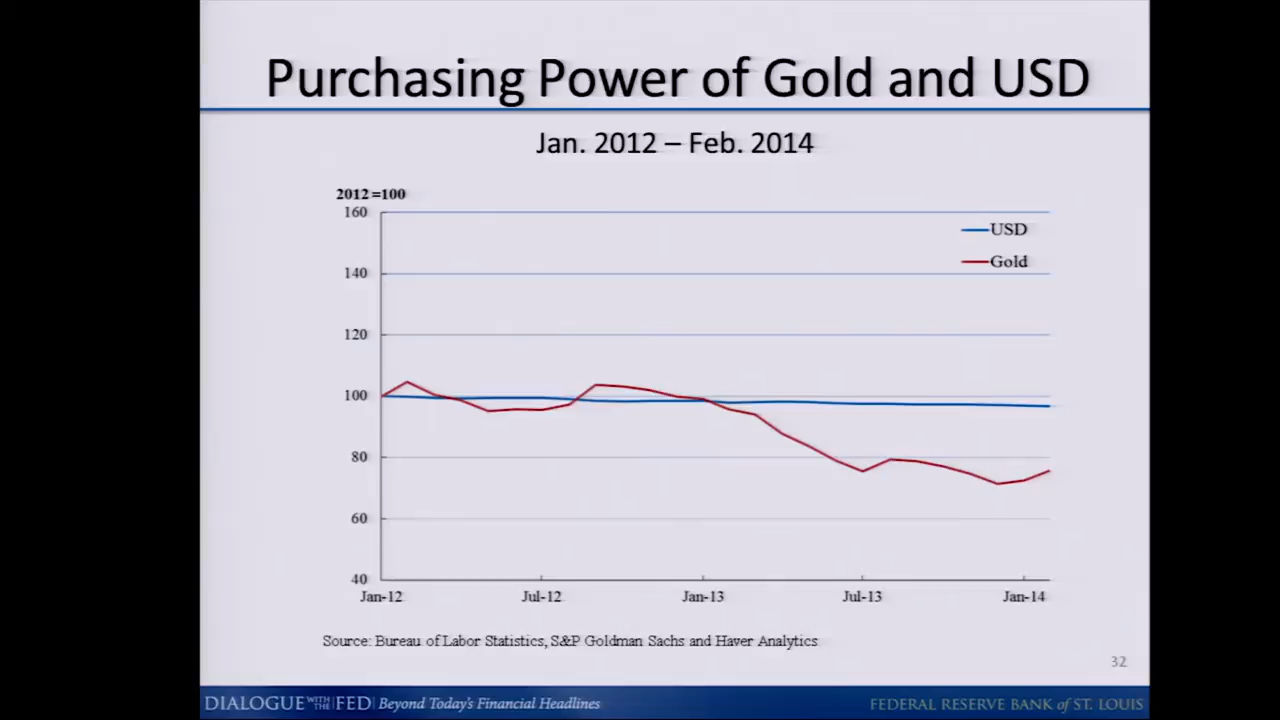 Purchasing Power of Gold and USD
Jan. 2012 – Feb. 2014
2012=100
160
USD
Gold
140
120
100
80
60
40
Jan-12 Jul-12 Jan-13 Jul-13 Jan-14
Source: Bureau of Labor Statistics, S&P Goldman Sachs and Haver Analytics
32
DIALOGUE WITH THE FED Beyond Today's Financial Headlines FEDERAL RESERVE BANK of ST. LOUIS